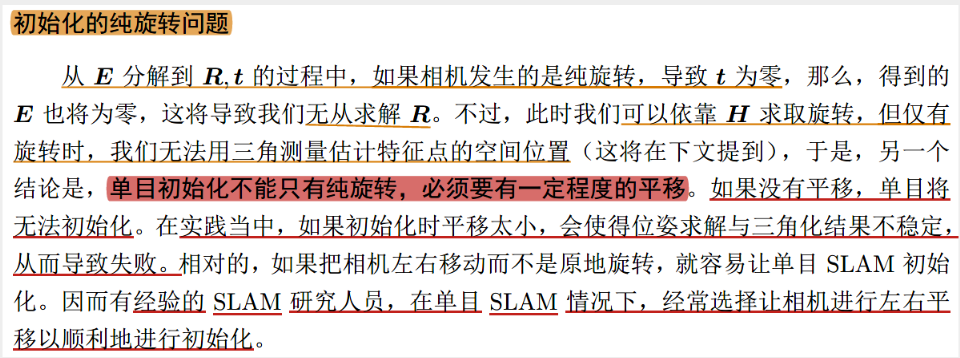 初始化的纯旋转问题
从 E 分解到 R, t 的过程中，如果相机发生的是纯旋转，导致 t 为零，那么，得到的
E 也将为零，这将导致我们无从求解 R。不过，此时我们可以依靠 H 求取旋转，但仅有
旋转时，我们无法用三角测量估计特征点的空间位置（这将在下文提到），于是，另一个
结论是，单目初始化不能只有纯旋转，必须要有一定程度的平移。如果没有平移，单目将
无法初始化。在实践当中，如果初始化时平移太小，会使得位姿求解与三角化结果不稳定，
从而导致失败。相对的，如果把相机左右移动而不是原地旋转，就容易让单目 SLAM 初始
化。因而有经验的 SLAM 研究人员，在单目 SLAM 情况下，经常选择让相机进行左右平
移以顺利地进行初始化。